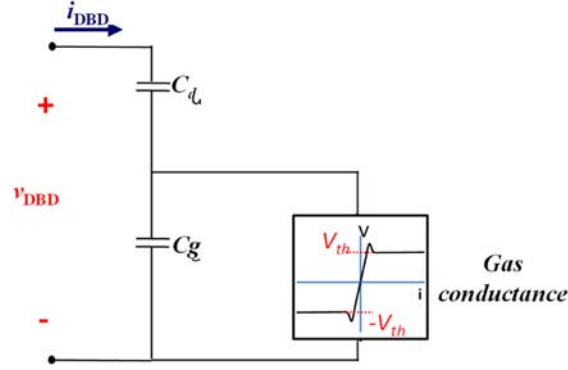 iDBD
+
Cd
vDBD
Cg
-
V
Vth
i
-Vth
Gas
conductance